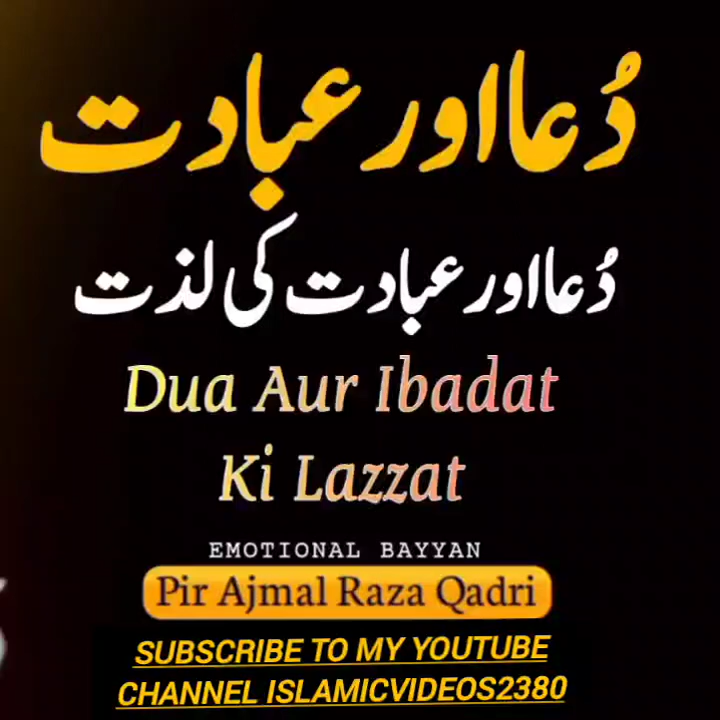 دُعا اور عبادت
دُعا اور عبادت کی لذت
Dua Aur Ibadat
Ki Lazzat
EMOTIONAL BAYYAN
Pir Ajmal Raza Qadri
SUBSCRIBE TO MY YOUTUBE
CHANNEL ISLAMICVIDEOS2380